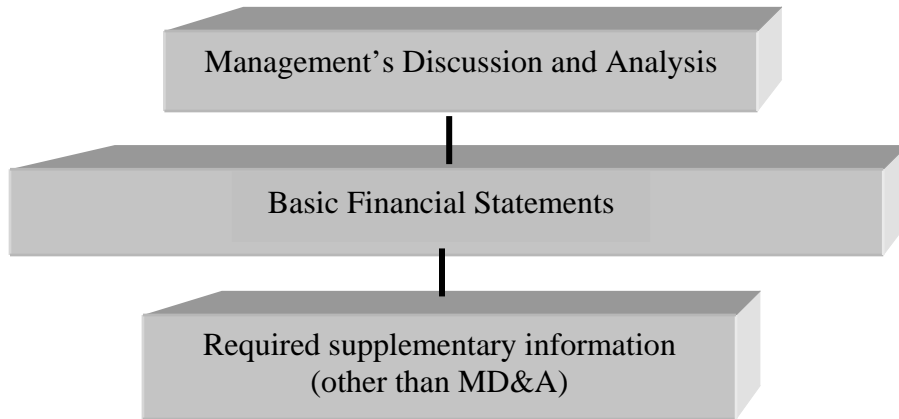 Management’s Discussion and Analysis
Basic Financial Statements
Required supplementary information
(other than MD&A)